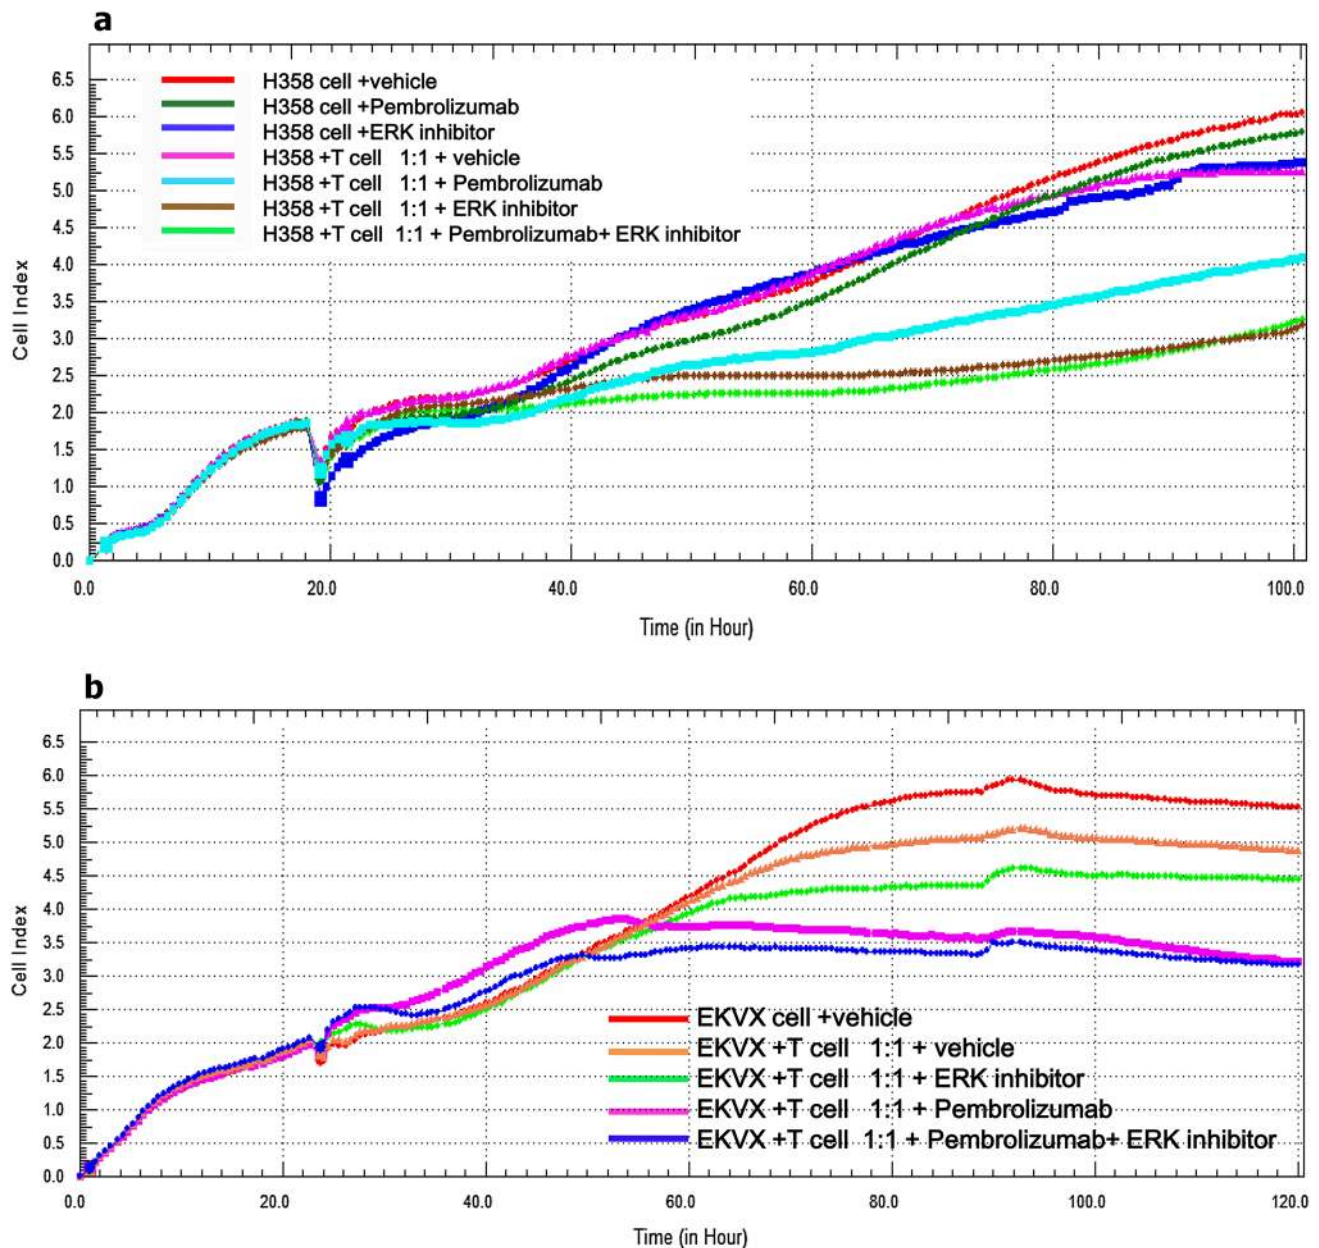 a
6.5
H358 cell +vehicle
H358 cell +Pembrolizumab
6.0
H358 cell +ERK inhibitor
5.5
H358 +T cell 1:1 + vehicle
H358 +T cell 1:1 + Pembrolizumab
5.0
H358 +T cell 1:1 + ERK inhibitor
4.5
H358 +T cell 1:1 + Pembrolizumab+ ERK inhibitor
4.0
3.5
3.0
2.5
2.0
1.5
1.0
0.5
0.0
Cell Index
0.0 20.0 40.0 60.0 80.0 100.0
Time (in Hour)
b
6.5
6.0
5.5
5.0
4.5
4.0
3.5
3.0
2.5
2.0
1.5
1.0
0.5
0.0
Cell Index
EKVX cell +vehicle
EKVX +T cell 1:1 + vehicle
EKVX +T cell 1:1 + ERK inhibitor
EKVX +T cell 1:1 + Pembrolizumab
EKVX +T cell 1:1 + Pembrolizumab+ ERK inhibitor
0.0 20.0 40.0 60.0 80.0 100.0 120.0
Time (in Hour)